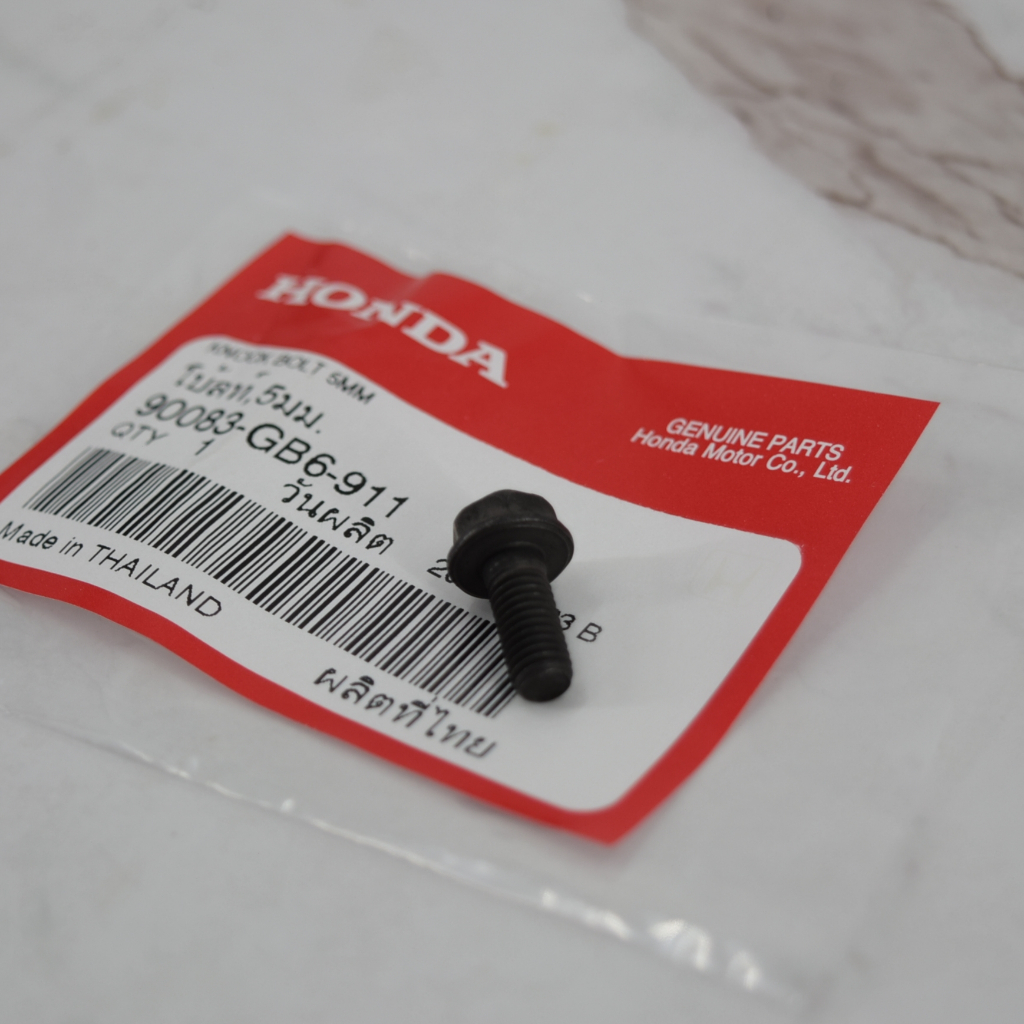 HONDA
GENUINE PARTS
Honda Motor Co., Ltd.
KNOCK BOLT 5MM
โบ้ลท์,5มม.
90083-GB6-911
QTY 1
วันผลิต
B
Made in THAILAND
ผลิตที่ไทย